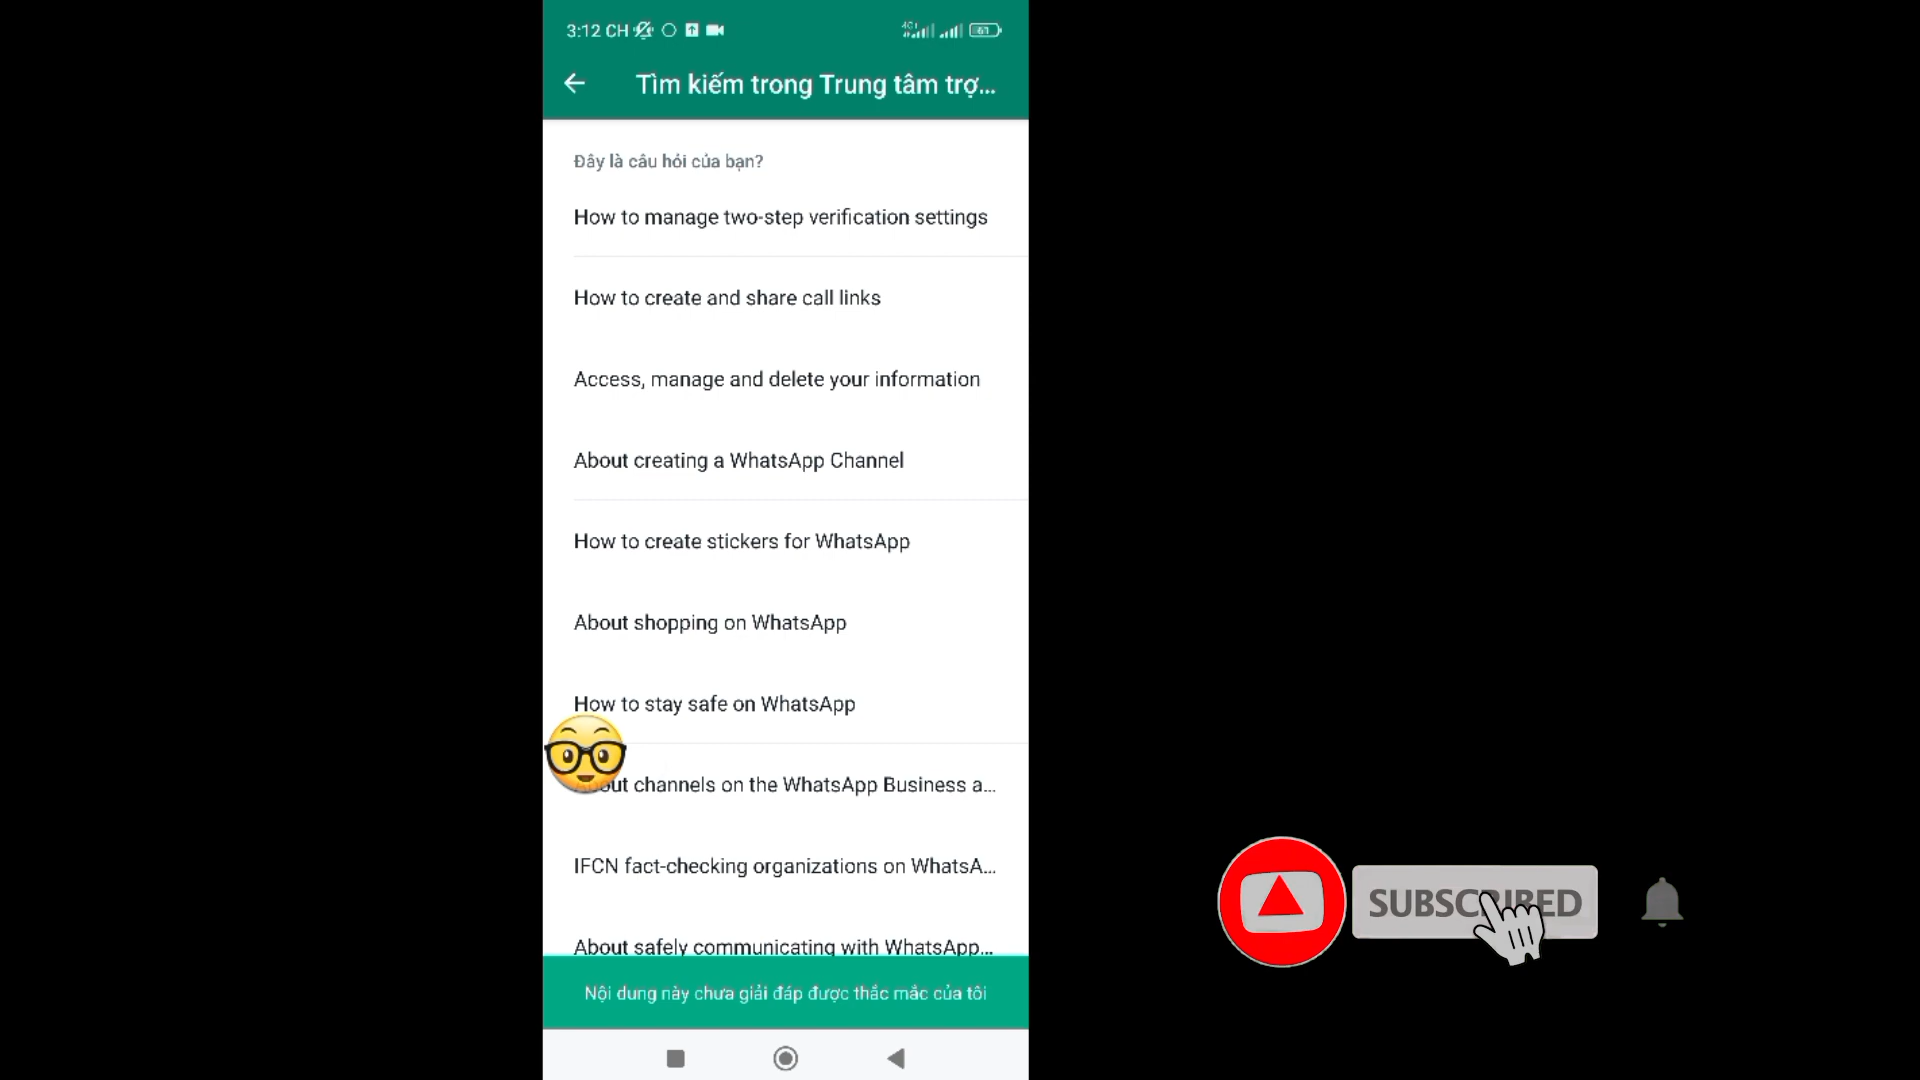 3:12 CH
4G 61
Tìm kiếm trong Trung tâm trợ...
Đây là câu hỏi của bạn?
How to manage two-step verification settings
How to create and share call links
Access, manage and delete your information
About creating a WhatsApp Channel
How to create stickers for WhatsApp
About shopping on WhatsApp
How to stay safe on WhatsApp
out channels on the WhatsApp Business a...
IFCN fact-checking organizations on WhatsA...
About safely communicating with WhatsApp...
Nội dung này chưa giải đáp được thắc mắc của tôi
SUBSCRIBED